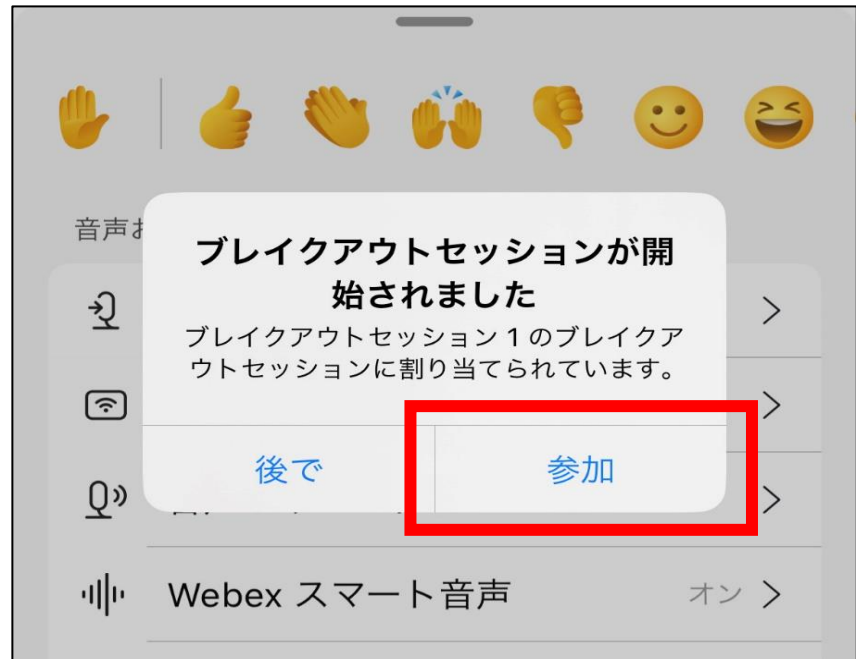 音声
ブレイクアウトセッションが開
始されました
ブレイクアウトセッション 1 のブレイクア
ウトセッションに割り当てられています。
後で
参加
Webex スマート音声
オン